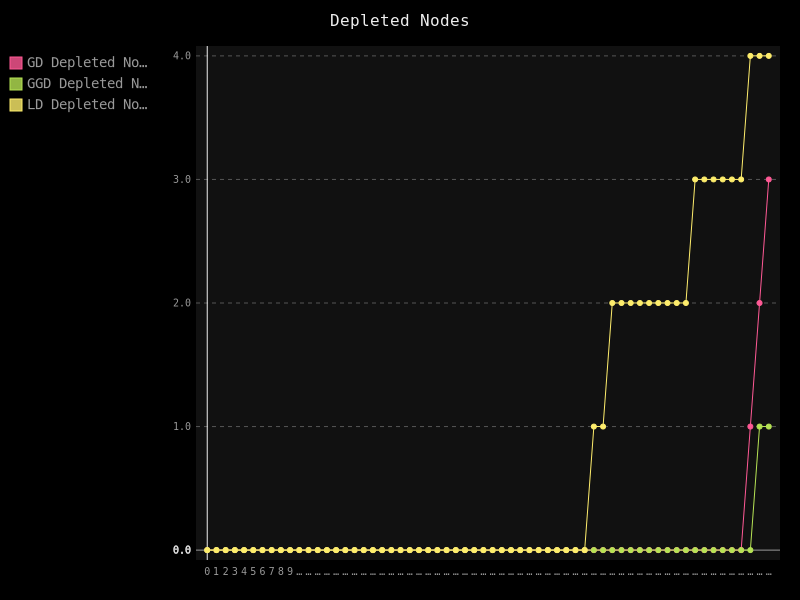 Depleted Nodes
GD Depleted No…
GGD Depleted N…
LD Depleted No…
4.0
3.0
2.0
1.0
0.0
0 1 2 3 4 5 6 7 8 9 … … … … … … … … … … … … … … … … … … … … … … … … … … … … … … … … … … … … … … … … … … … … … … … … … … … …